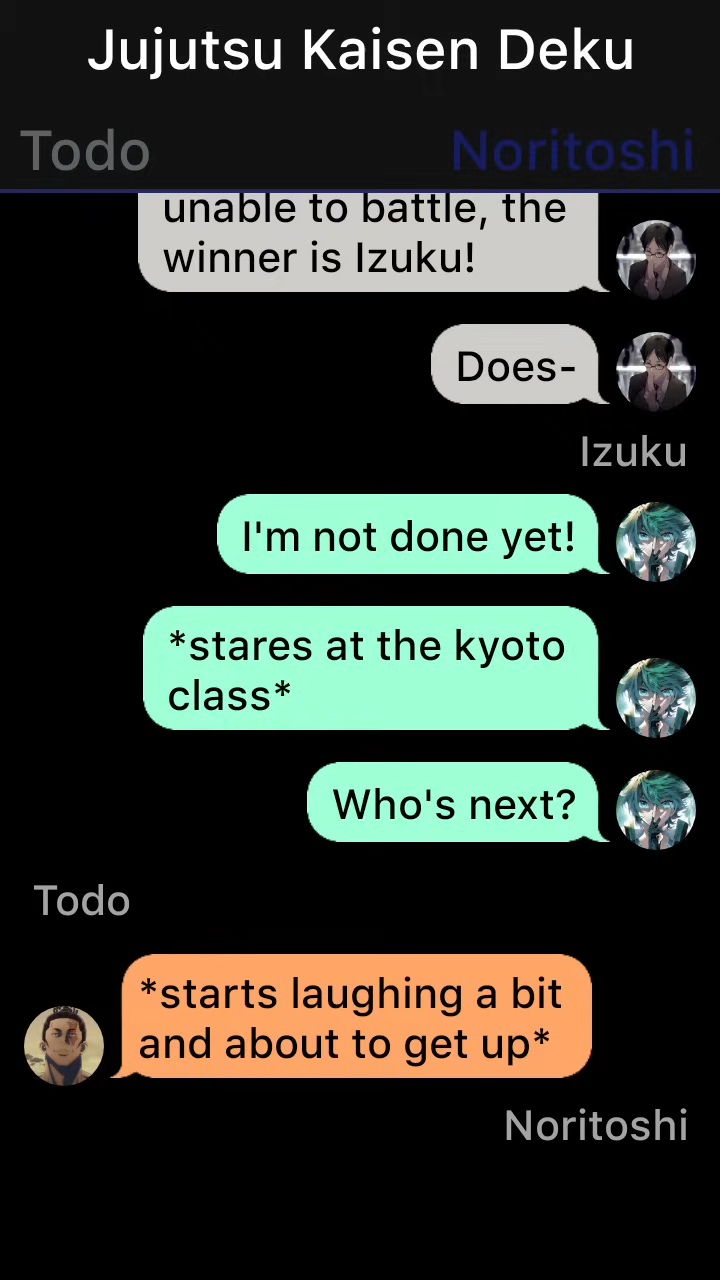 Jujutsu Kaisen Deku
Todo Noritoshi
unable to battle, the
winner is Izuku!
Does-
Izuku
I'm not done yet!
*stares at the kyoto
class*
Who's next?
Todo
*starts laughing a bit
and about to get up*
Noritoshi